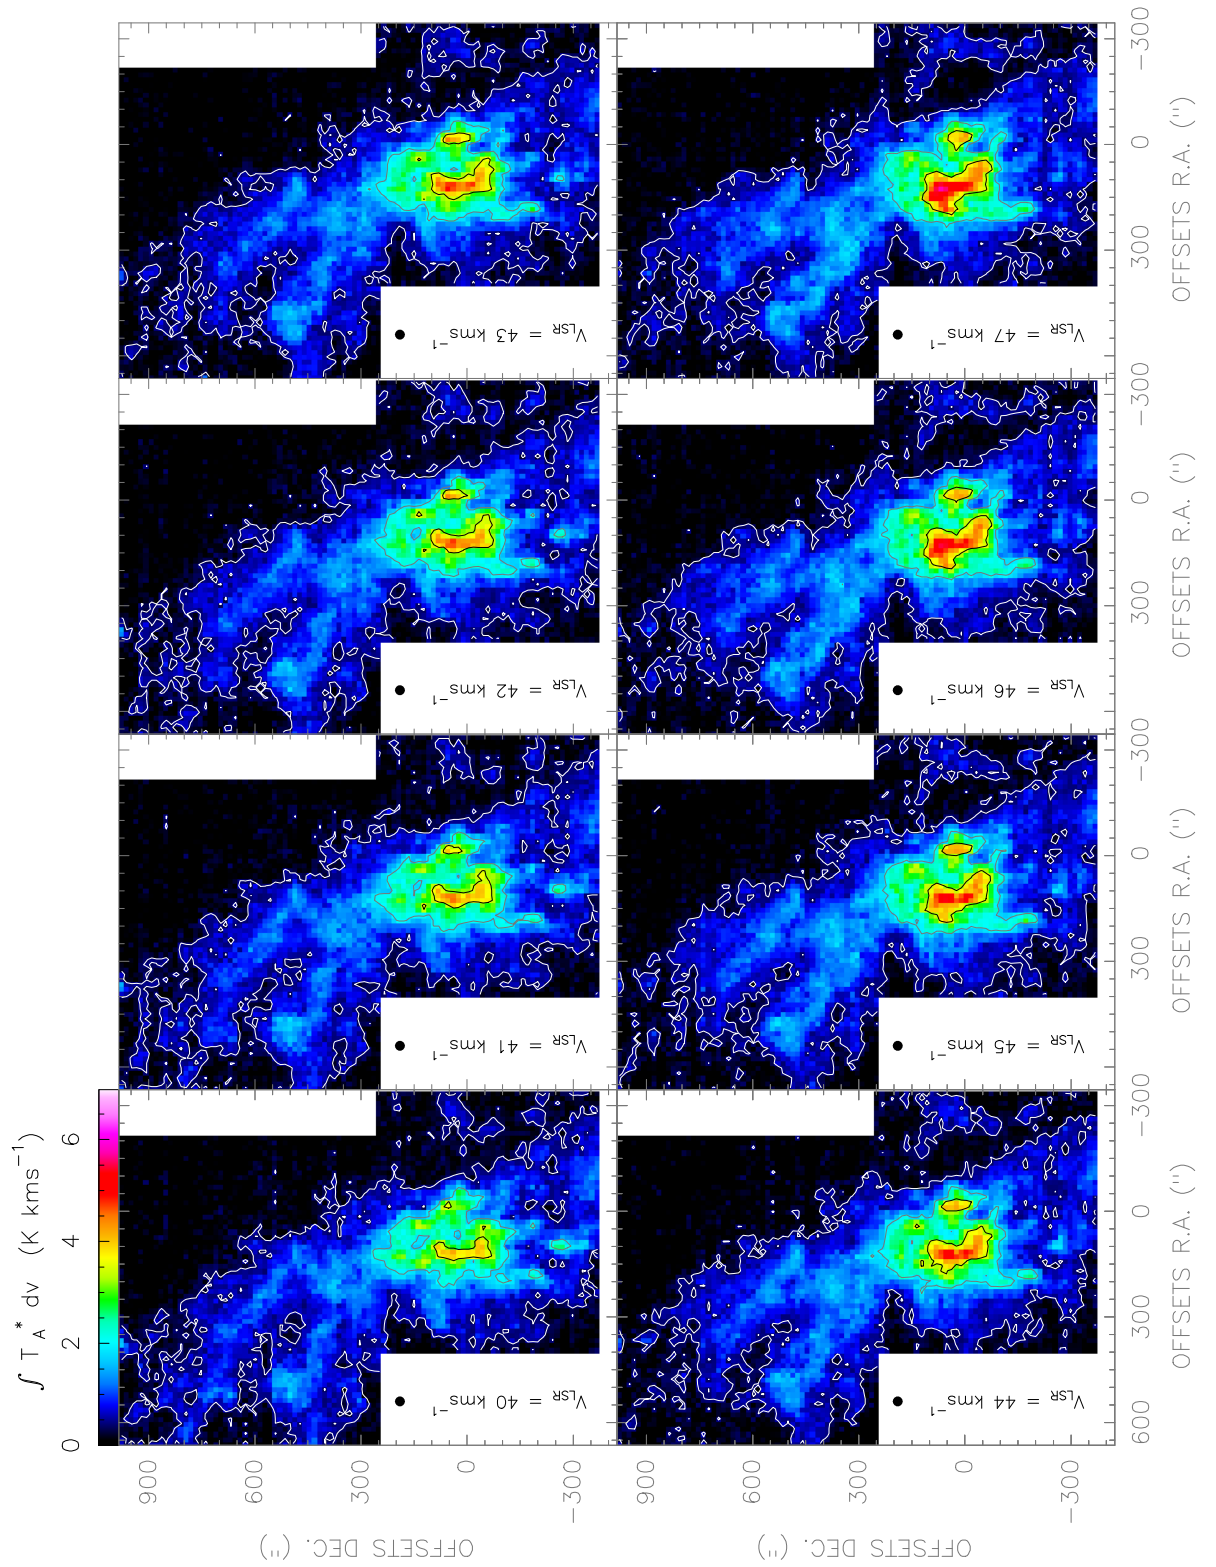 ∫ T_A^* dv (K kms⁻¹)
0 2 4 6
V_LSR = 40 kms⁻¹
V_LSR = 41 kms⁻¹
V_LSR = 42 kms⁻¹
V_LSR = 43 kms⁻¹
V_LSR = 44 kms⁻¹
V_LSR = 45 kms⁻¹
V_LSR = 46 kms⁻¹
V_LSR = 47 kms⁻¹
900 600 300 0 −300
OFFSETS DEC. (")
900 600 300 0 −300
OFFSETS DEC. (")
600 300 0 −300
OFFSETS R.A. (")
300 0 −300
OFFSETS R.A. (")
300 0 −300
OFFSETS R.A. (")
300 0 −300
OFFSETS R.A. (")